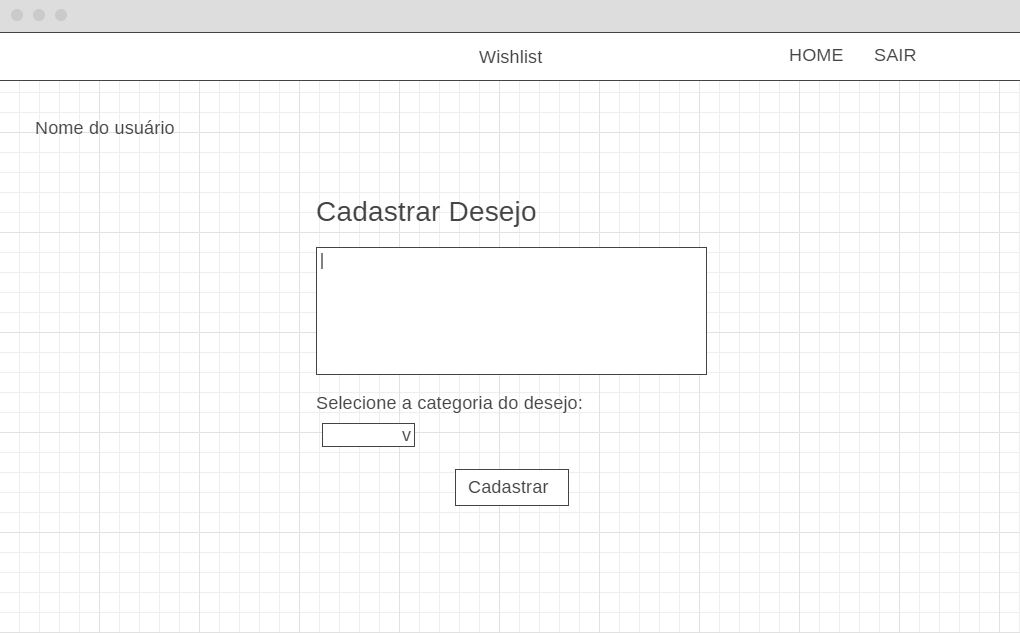 Wishlist
HOME SAIR
Nome do usuário
Cadastrar Desejo
Selecione a categoria do desejo:
v
Cadastrar